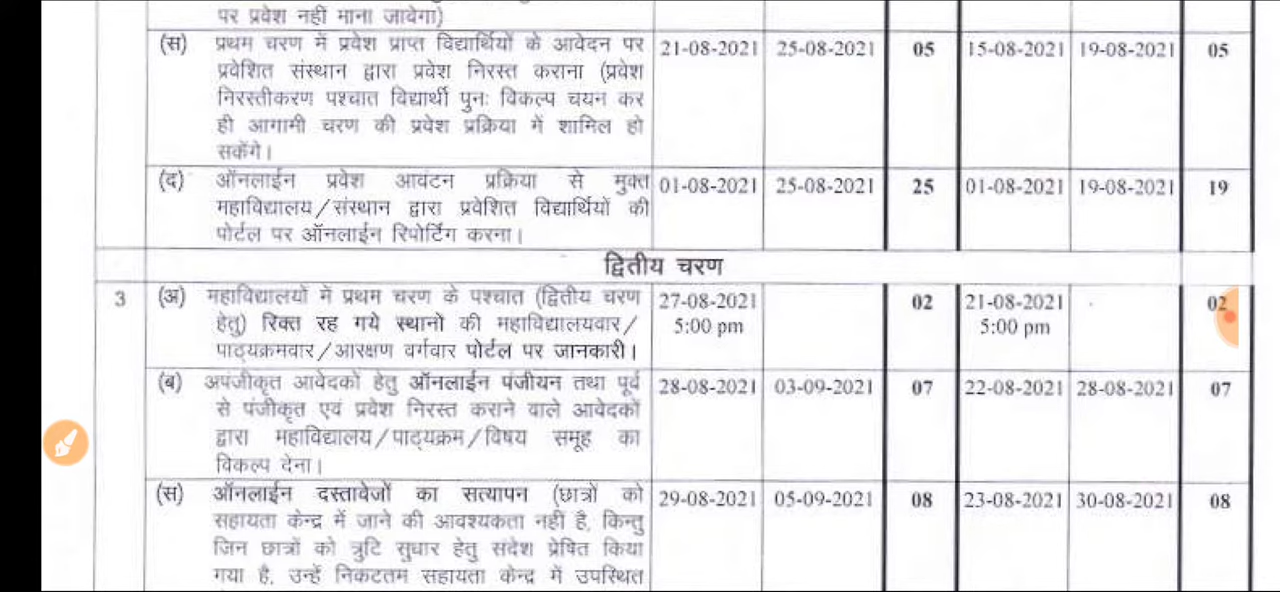 पर प्रवेश नहीं माना जावेगा)
(स) प्रथम चरण में प्रवेश प्राप्त विद्यार्थियों के आवेदन पर 21-08-2021 25-08-2021 05 15-08-2021 19-08-2021 05
प्रवेशित संस्थान द्वारा प्रवेश निरस्त कराना (प्रवेश
निरस्तीकरण पश्चात विद्यार्थी पुनः विकल्प चयन कर
ही आगामी चरण की प्रवेश प्रक्रिया में शामिल हो
सकेंगे।
(द) ऑनलाईन प्रवेश आवंटन प्रक्रिया से मुक्त 01-08-2021 25-08-2021 25 01-08-2021 19-08-2021 19
महाविद्यालय/संस्थान द्वारा प्रवेशित विद्यार्थियों की
पोर्टल पर ऑनलाईन रिपोर्टिंग करना।
द्वितीय चरण
3 (अ) महाविद्यालयों में प्रथम चरण के पश्चात (द्वितीय चरण 27-08-2021 02 21-08-2021 02
हेतु) रिक्त रह गये स्थानो की महाविद्यालयवार/ 5:00 pm 5:00 pm
पाठ्यक्रमवार/आरक्षण वर्गवार पोर्टल पर जानकारी।
(ब) अपंजीकृत आवेदकों हेतु ऑनलाईन पंजीयन तथा पूर्व 28-08-2021 03-09-2021 07 22-08-2021 28-08-2021 07
से पंजीकृत एवं प्रवेश निरस्त कराने वाले आवेदकों
द्वारा महाविद्यालय/पाठ्यक्रम/विषय समूह का
विकल्प देना।
(स) ऑनलाईन दस्तावेजों का सत्यापन (छात्रों को 29-08-2021 05-09-2021 08 23-08-2021 30-08-2021 08
सहायता केन्द्र में जाने की आवश्यकता नहीं है, किन्तु
जिन छात्रों को त्रुटि सुधार हेतु संदेश प्रेषित किया
गया है, उन्हें निकटतम सहायता केन्द्र में उपस्थित